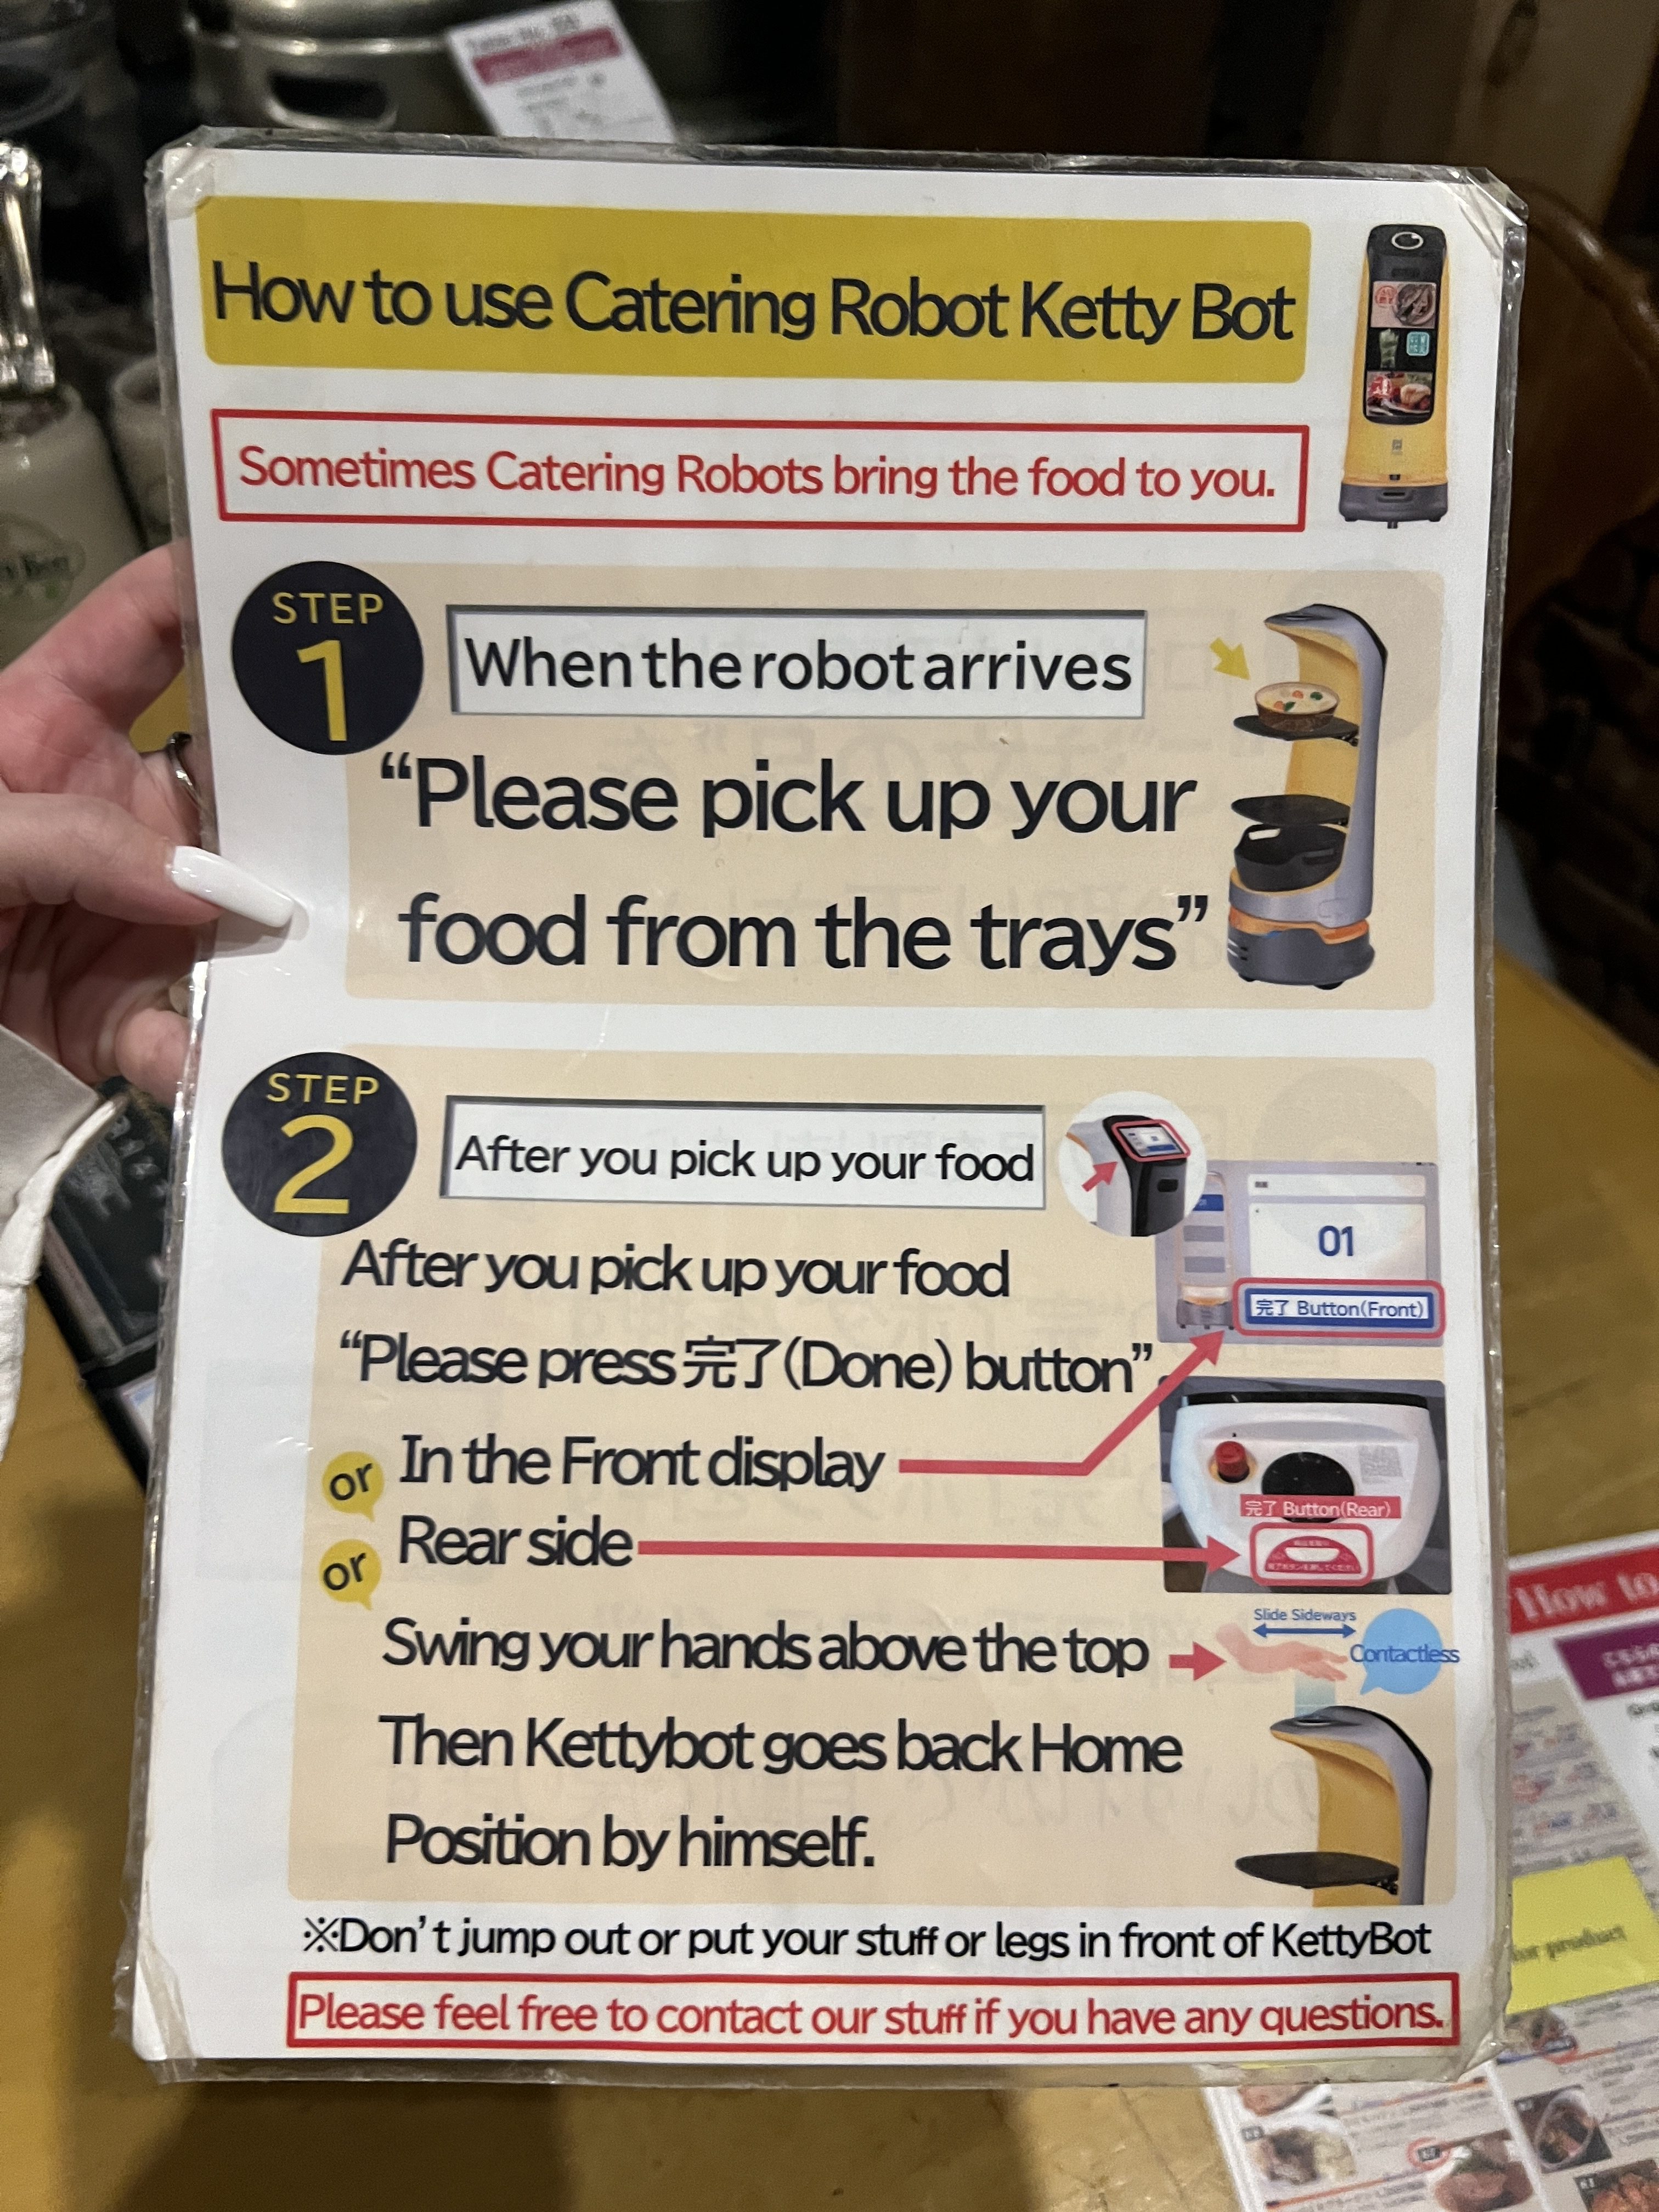 How to use Catering Robot Ketty Bot
Sometimes Catering Robots bring the food to you.
STEP
1
When the robot arrives
“Please pick up your
food from the trays”
STEP
2
After you pick up your food
After you pick up your food
“Please press 完了(Done) button”
01
完了 Button(Front)
or In the Front display
完了 Button(Rear)
or Rear side
Slide Sideways
Contactless
Swing your hands above the top
Then Kettybot goes back Home
Position by himself.
※Don't jump out or put your stuff or legs in front of KettyBot
Please feel free to contact our stuff if you have any questions.
How to
for product